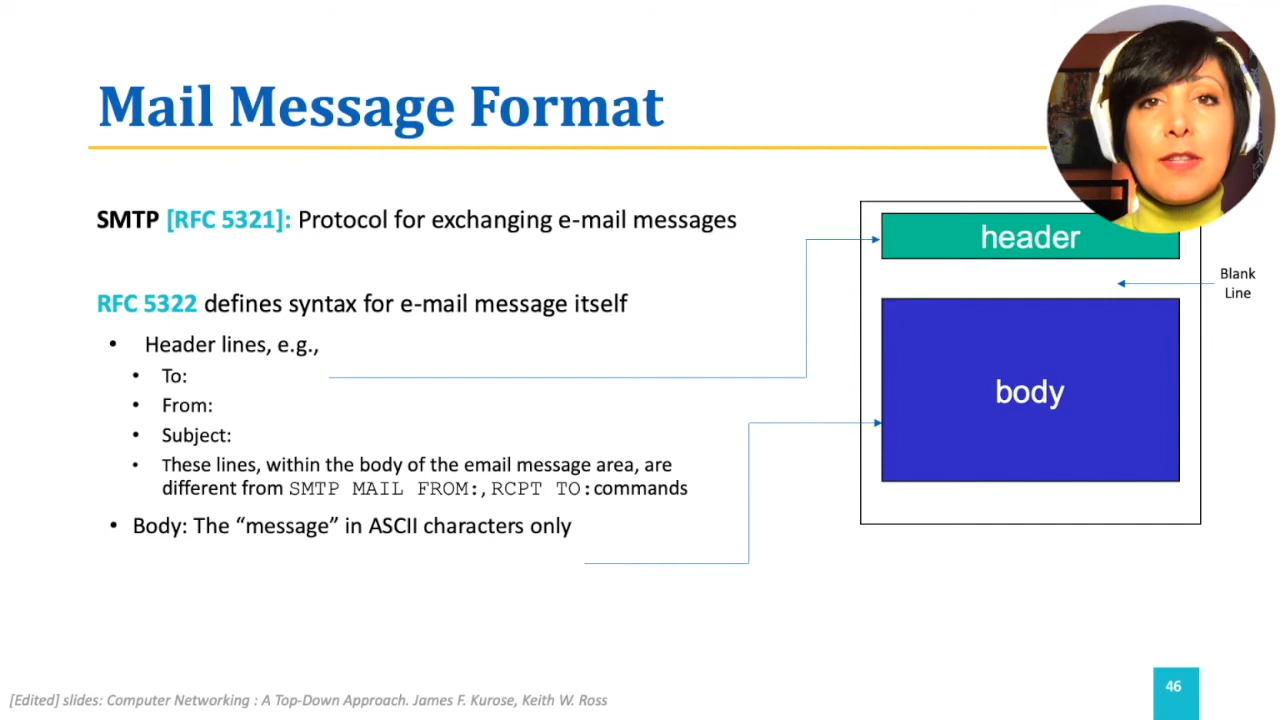 Mail Message Format
SMTP [RFC 5321]: Protocol for exchanging e-mail messages
RFC 5322 defines syntax for e-mail message itself
• Header lines, e.g.,
• To:
• From:
• Subject:
• These lines, within the body of the email message area, are
different from SMTP MAIL FROM:, RCPT TO: commands
• Body: The “message” in ASCII characters only
header
Blank
Line
body
[Edited] slides: Computer Networking : A Top-Down Approach. James F. Kurose, Keith W. Ross
46